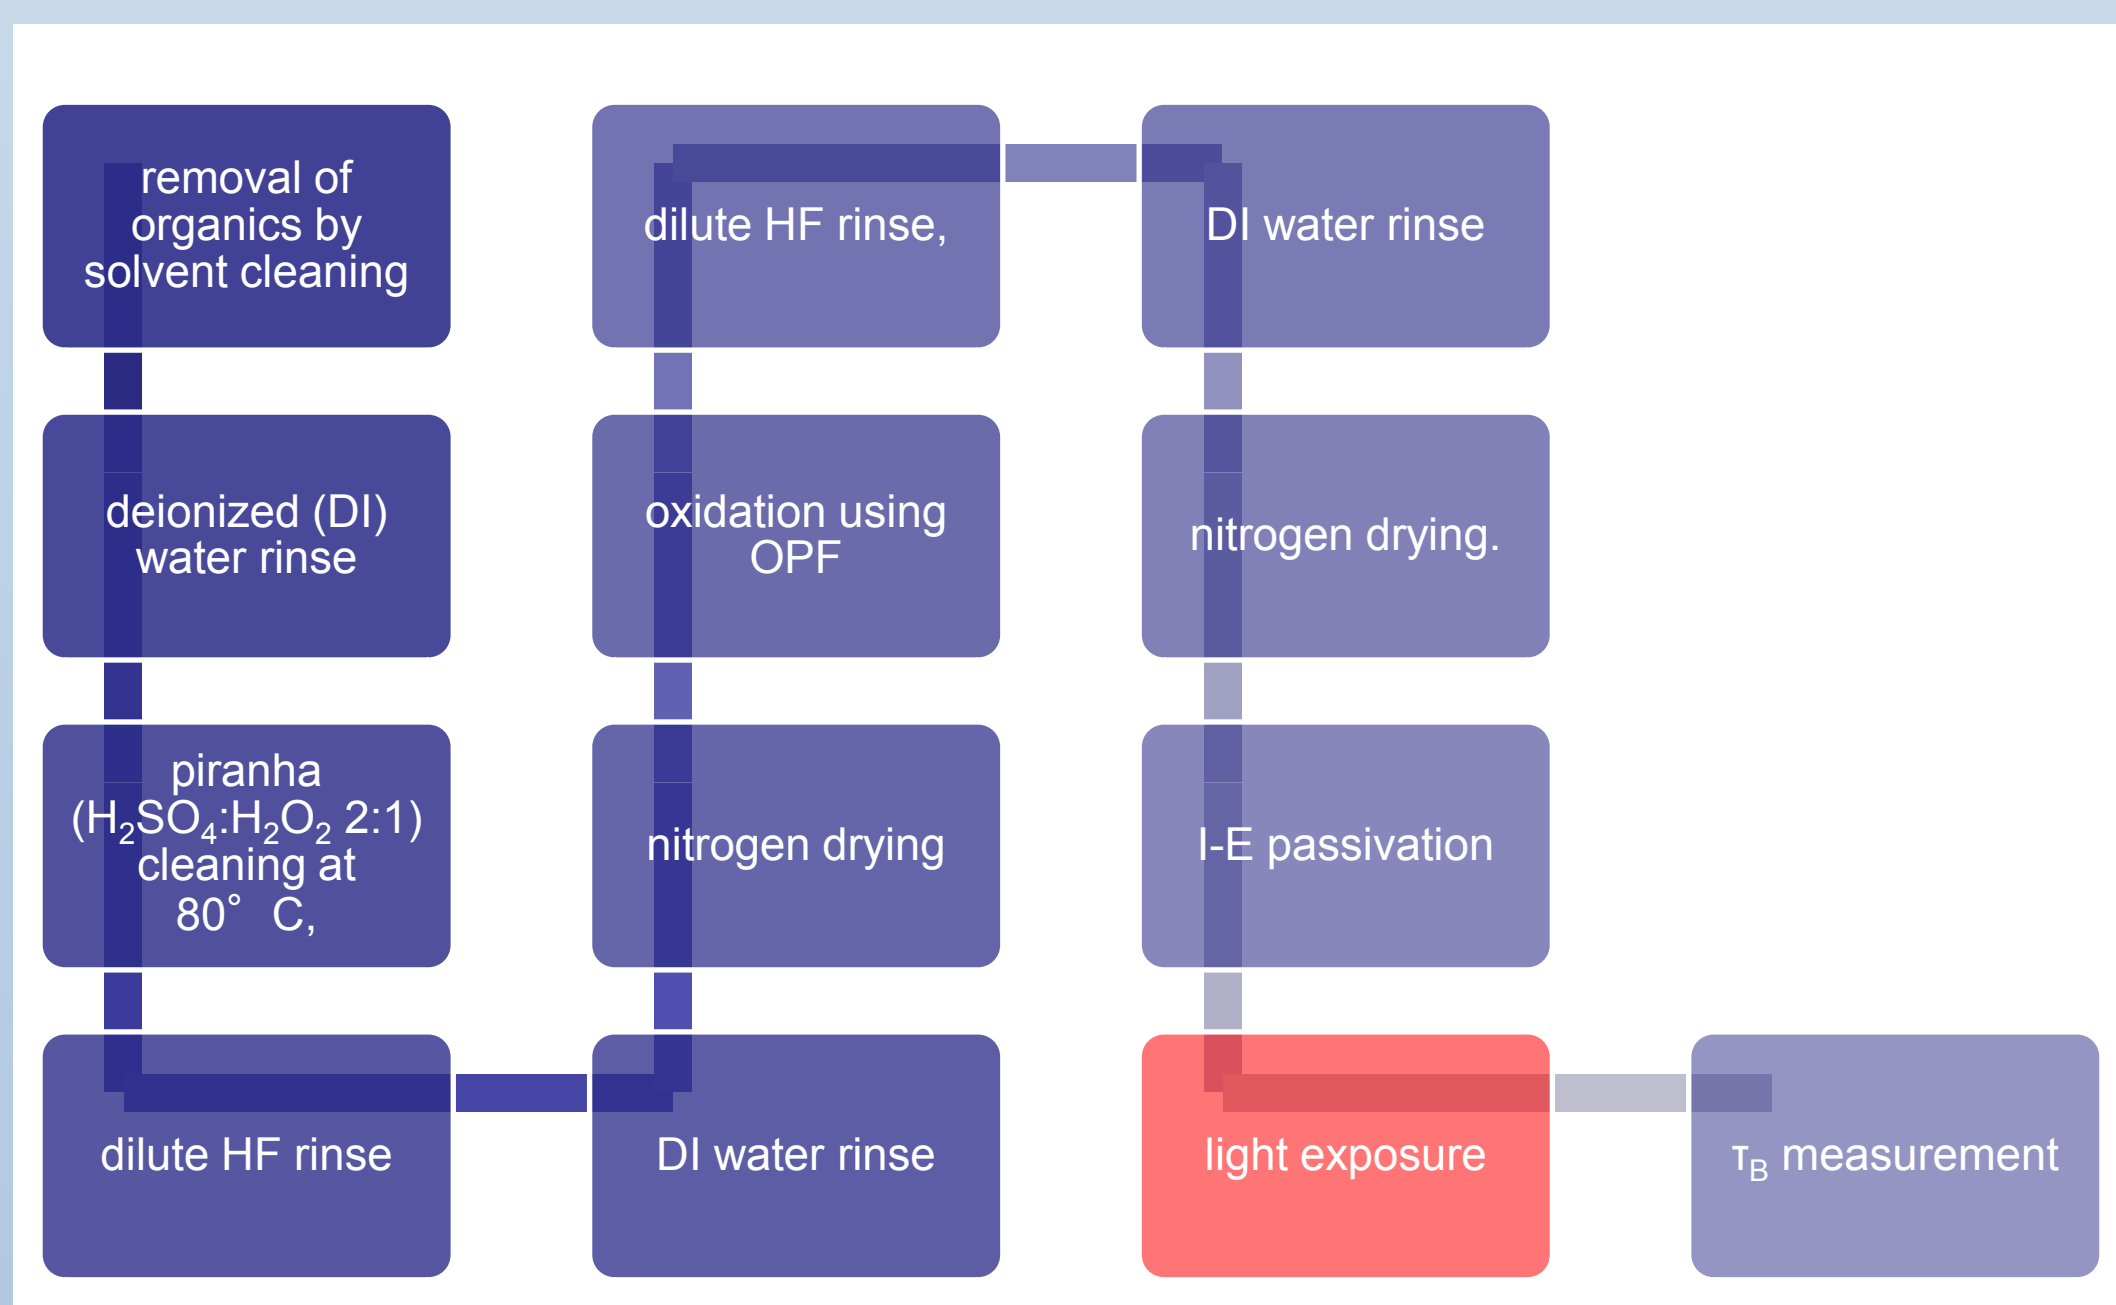 removal of
organics by
solvent cleaning
deionized (DI)
water rinse
piranha
(H₂SO₄:H₂O₂ 2:1)
cleaning at
80° C,
dilute HF rinse
DI water rinse
nitrogen drying
oxidation using
OPF
dilute HF rinse,
DI water rinse
nitrogen drying.
I-E passivation
light exposure
τ_B measurement